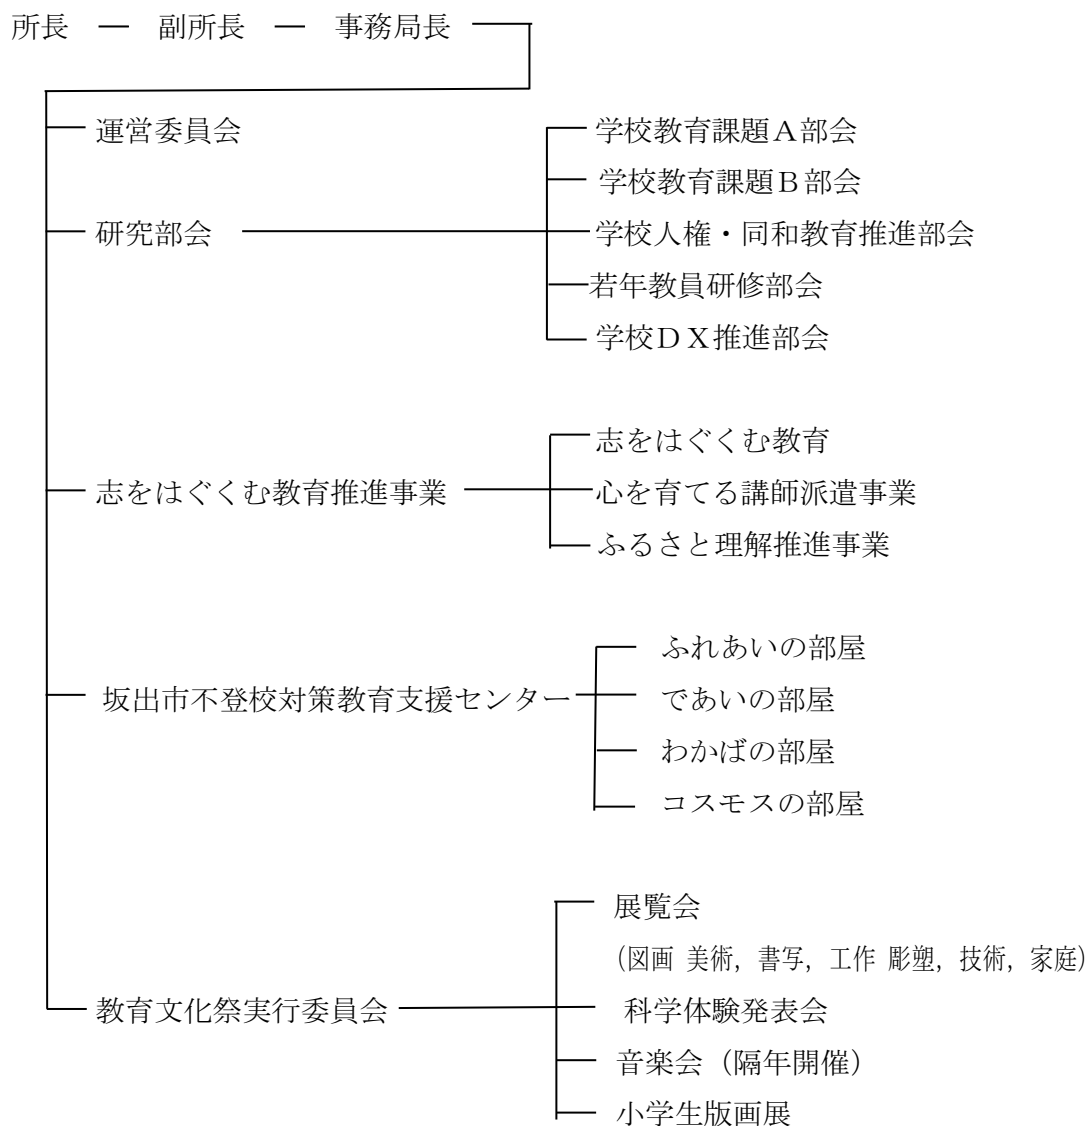 所長 ― 副所長 ― 事務局長
運営委員会
研究部会
学校教育課題Ａ部会
学校教育課題Ｂ部会
学校人権・同和教育推進部会
若年教員研修部会
学校ＤＸ推進部会
志をはぐくむ教育推進事業
志をはぐくむ教育
心を育てる講師派遣事業
ふるさと理解推進事業
坂出市不登校対策教育支援センター
ふれあいの部屋
であいの部屋
わかばの部屋
コスモスの部屋
教育文化祭実行委員会
展覧会
（図画 美術，書写，工作 彫塑，技術，家庭）
科学体験発表会
音楽会（隔年開催）
小学生版画展